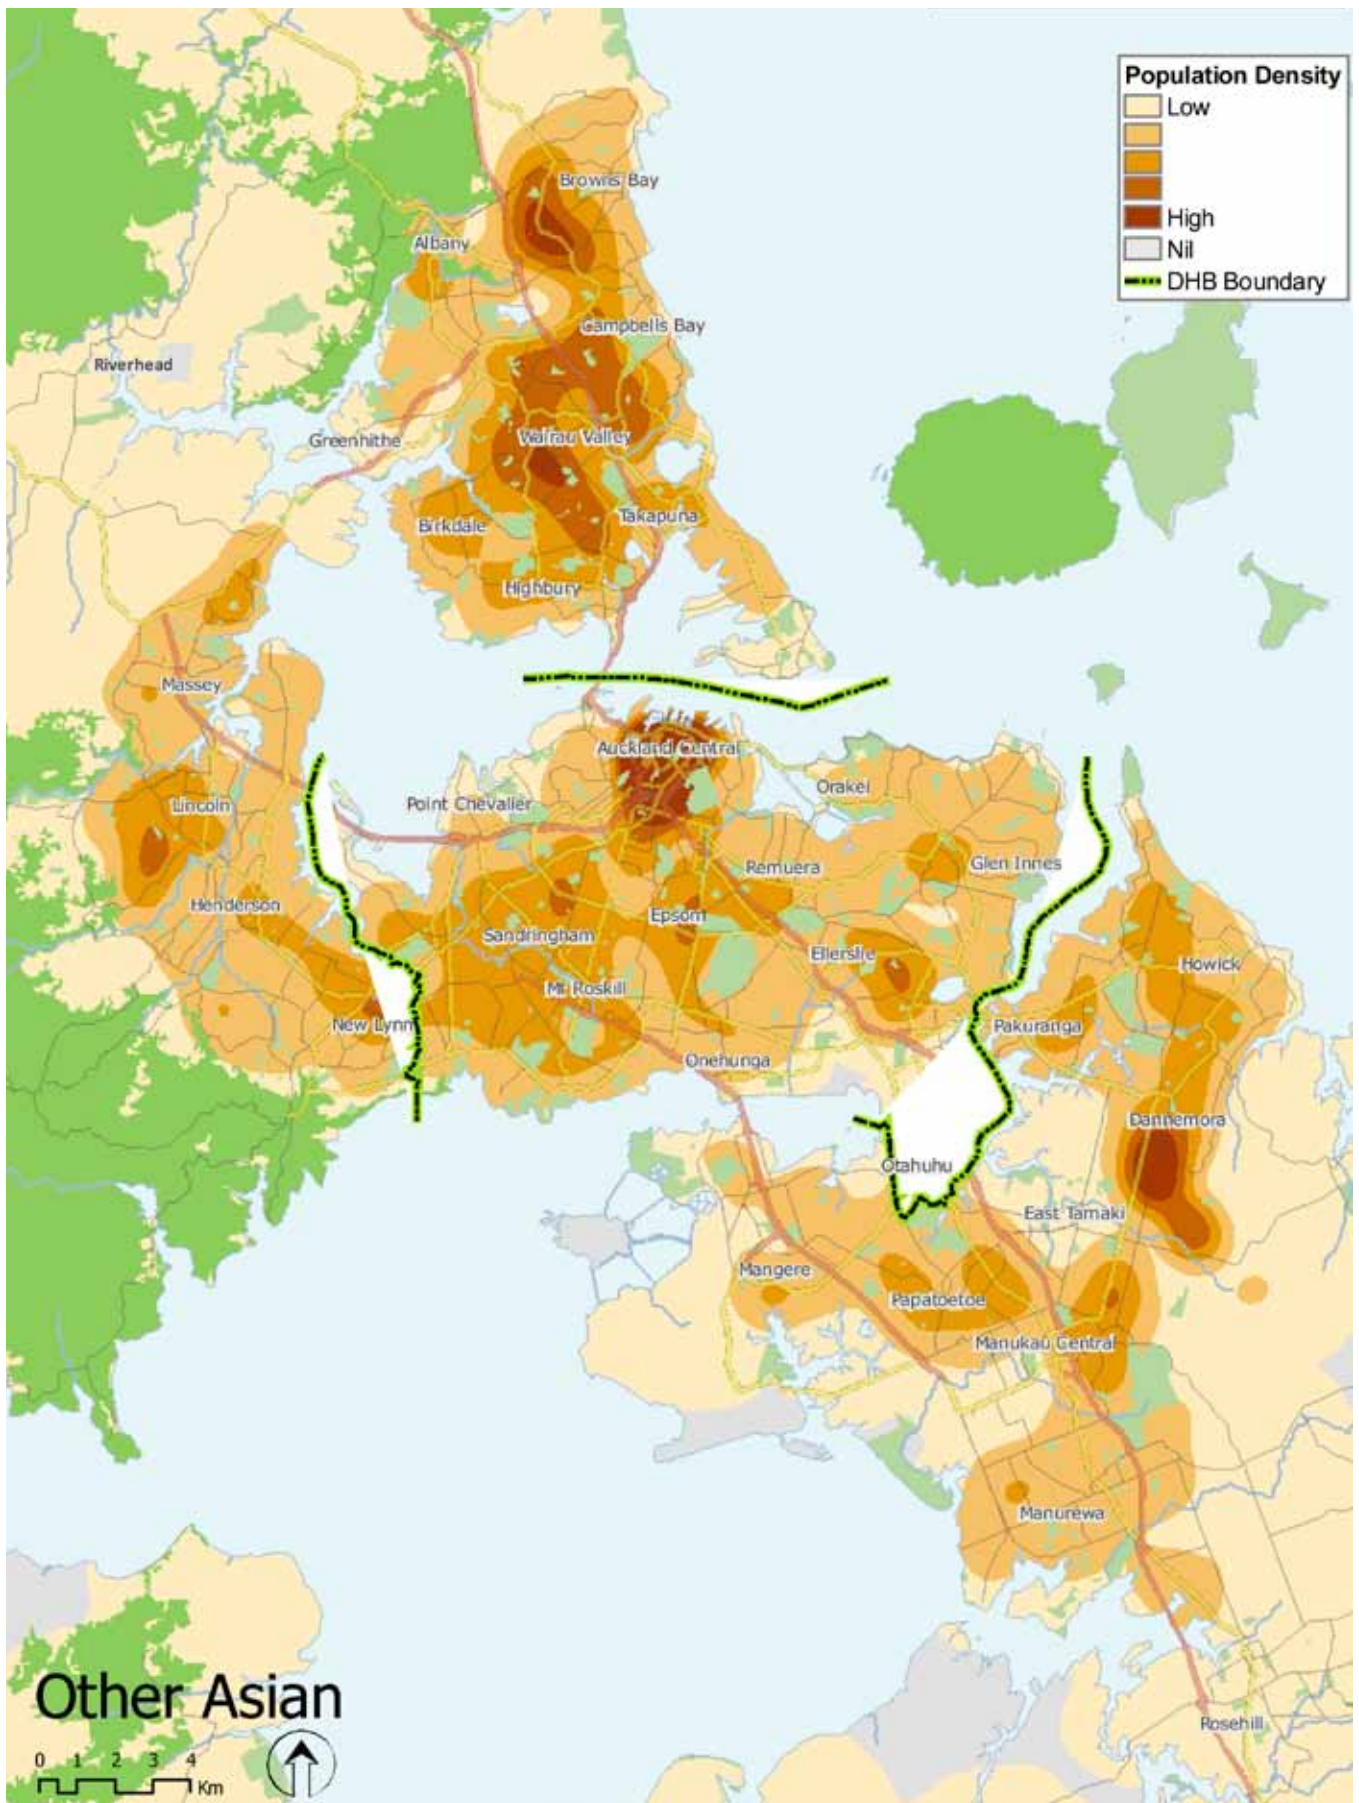 Population Density
Low
High
Nil
DHB Boundary
Browns Bay
Albany
Campbells Bay
Riverhead
Greenhithe
Wairau Valley
Birkdale
Takapuna
Highbury
Massey
Auckland Central
Orakei
Lincoln
Point Chevalier
Remuera
Glen Innes
Henderson
Epsom
Sandringham
Ellerslie
Howick
Mt Roskill
New Lynn
Pakuranga
Onehunga
Dannemora
Otahuhu
East Tamaki
Mangere
Papatoetoe
Manukau Central
Manurewa
Other Asian
Rosehill
0 1 2 3 4
Km